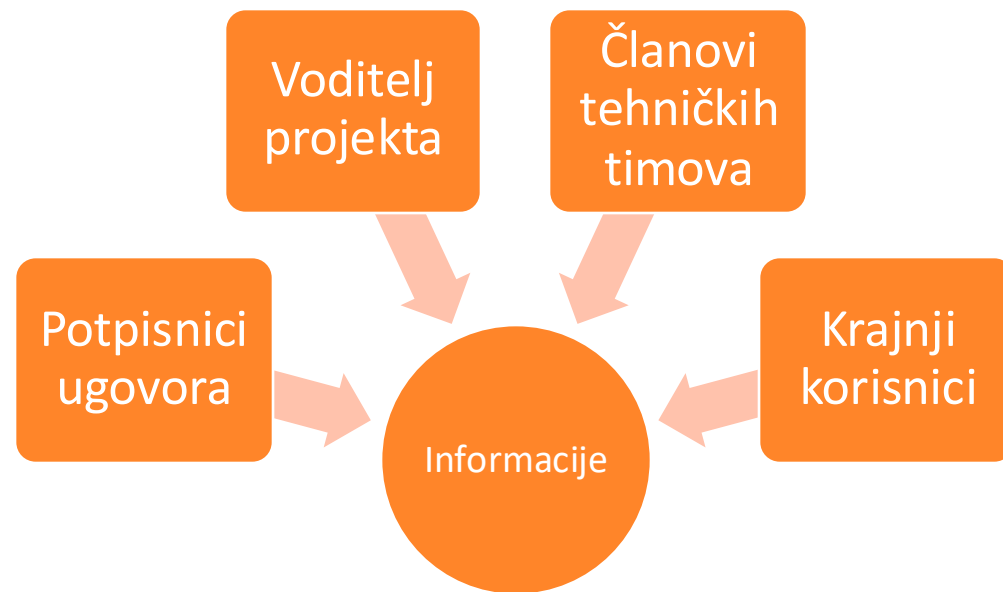 Voditelj
projekta
Članovi
tehničkih
timova
Potpisnici
ugovora
Krajnji
korisnici
Informacije